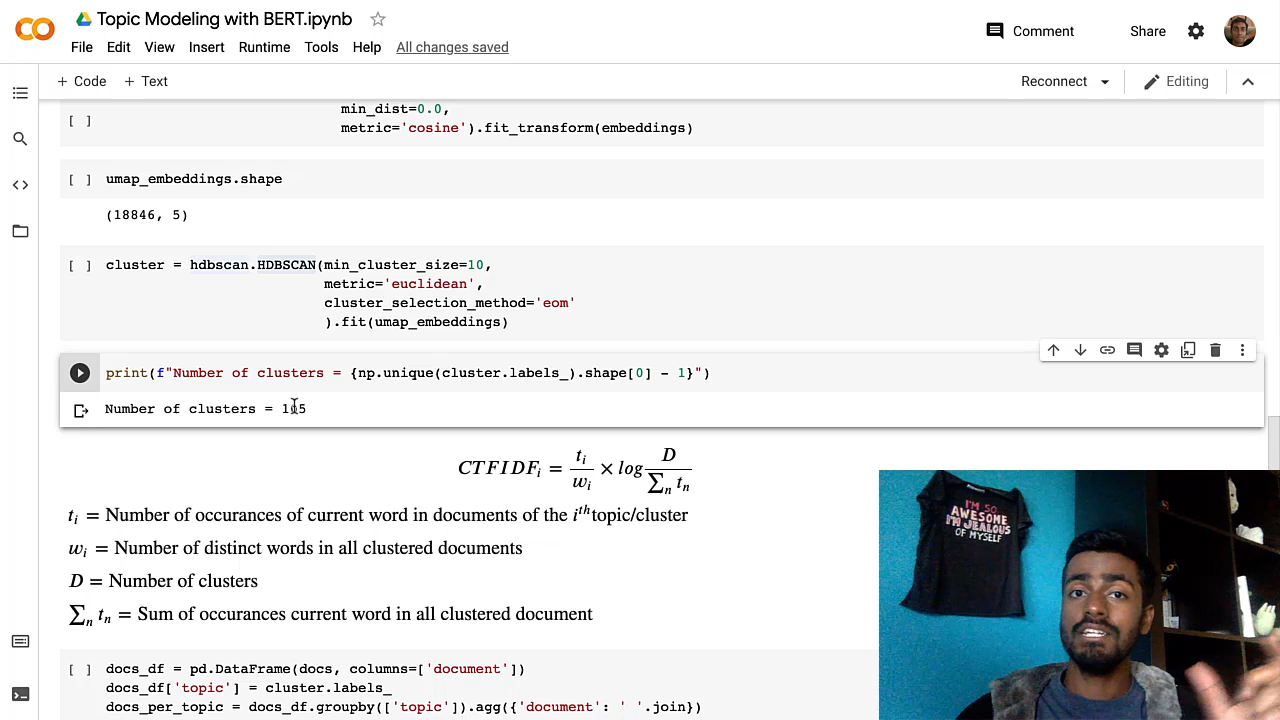 Topic Modeling with BERT.ipynb
File Edit View Insert Runtime Tools Help All changes saved
Comment Share
+ Code + Text
Reconnect Editing
[ ] min_dist=0.0,
metric='cosine').fit_transform(embeddings)
[ ] umap_embeddings.shape
(18846, 5)
[ ] cluster = hdbscan.HDBSCAN(min_cluster_size=10,
metric='euclidean',
cluster_selection_method='eom'
).fit(umap_embeddings)
print(f"Number of clusters = {np.unique(cluster.labels_).shape[0] - 1}")
Number of clusters =
CTFIDF_i = t_i / w_i × log D / ∑_n t_n
t_i = Number of occurances of current word in documents of the i^th topic/cluster
w_i = Number of distinct words in all clustered documents
D = Number of clusters
∑_n t_n = Sum of occurances current word in all clustered document
[ ] docs_df = pd.DataFrame(docs, columns=['document'])
docs_df['topic'] = cluster.labels_
docs_per_topic = docs_df.groupby(['topic']).agg({'document': ' '.join})
I'M SO
AWESOME
I'M JEALOUS
OF MYSELF